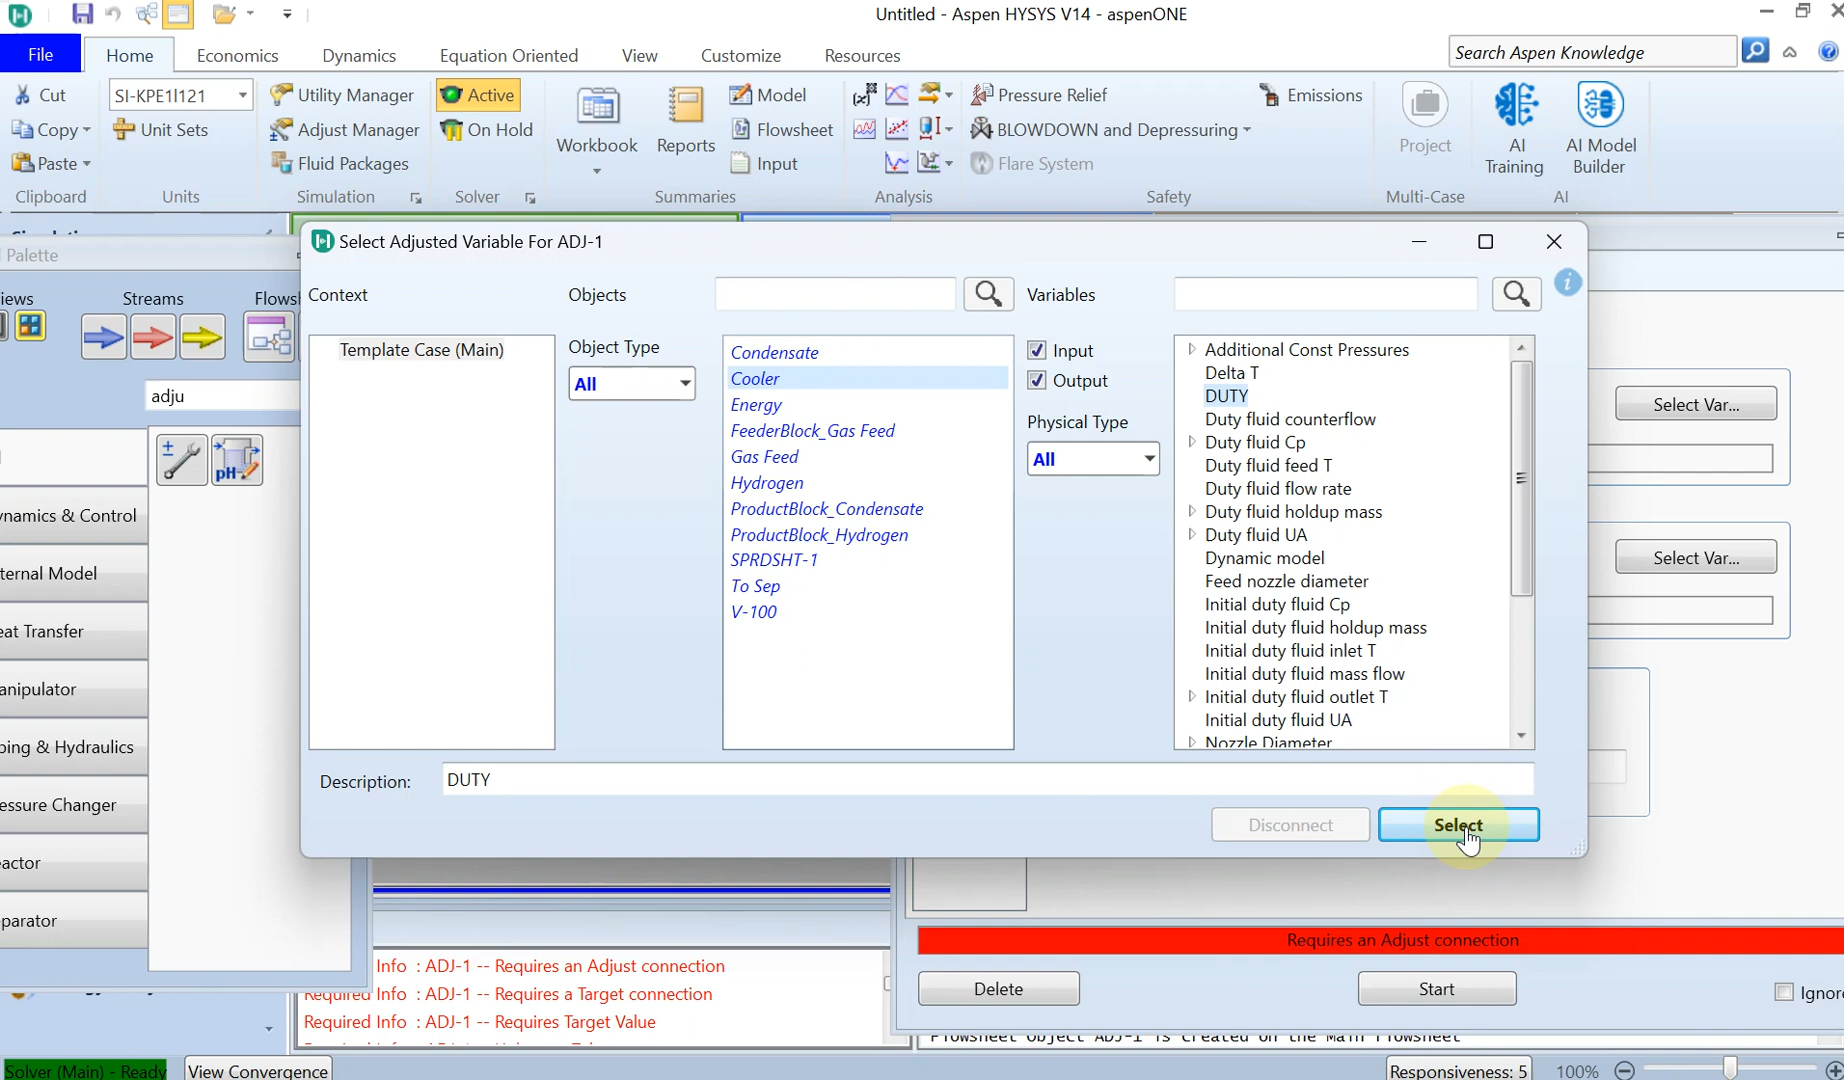 Untitled - Aspen HYSYS V14 - aspenONE
File
Home
Economics
Dynamics
Equation Oriented
View
Customize
Resources
Search Aspen Knowledge
Cut
Copy
Paste
Clipboard
SI-KPE1l121
Unit Sets
Units
Utility Manager
Adjust Manager
Fluid Packages
Simulation
Active
On Hold
Solver
Workbook
Reports
Model
Flowsheet
Input
Summaries
Analysis
Pressure Relief
BLOWDOWN and Depressuring
Flare System
Emissions
Safety
Project
Multi-Case
AI Training
AI Model Builder
AI
Palette
iews
Streams
Flowsh
adju
pH
ynamics & Control
ternal Model
eat Transfer
anipulator
ping & Hydraulics
essure Changer
actor
parator
Select Adjusted Variable For ADJ-1
Context
Objects
Variables
Template Case (Main)
Object Type
All
Condensate
Cooler
Energy
FeederBlock_Gas Feed
Gas Feed
Hydrogen
ProductBlock_Condensate
ProductBlock_Hydrogen
SPRDSHT-1
To Sep
V-100
Input
Output
Physical Type
All
Additional Const Pressures
Delta T
DUTY
Duty fluid counterflow
Duty fluid Cp
Duty fluid feed T
Duty fluid flow rate
Duty fluid holdup mass
Duty fluid UA
Dynamic model
Feed nozzle diameter
Initial duty fluid Cp
Initial duty fluid holdup mass
Initial duty fluid inlet T
Initial duty fluid mass flow
Initial duty fluid outlet T
Initial duty fluid UA
Nozzle Diameter
Description:
DUTY
Disconnect
Select
Select Var...
Select Var...
Requires an Adjust connection
Delete
Start
Ignore
Info : ADJ-1 -- Requires an Adjust connection
Required Info : ADJ-1 -- Requires a Target connection
Required Info : ADJ-1 -- Requires Target Value
Flowsheet Object ADJ-1 is created on the Main Flowsheet
Solver (Main) - Ready
View Convergence
Responsiveness: 5
100%